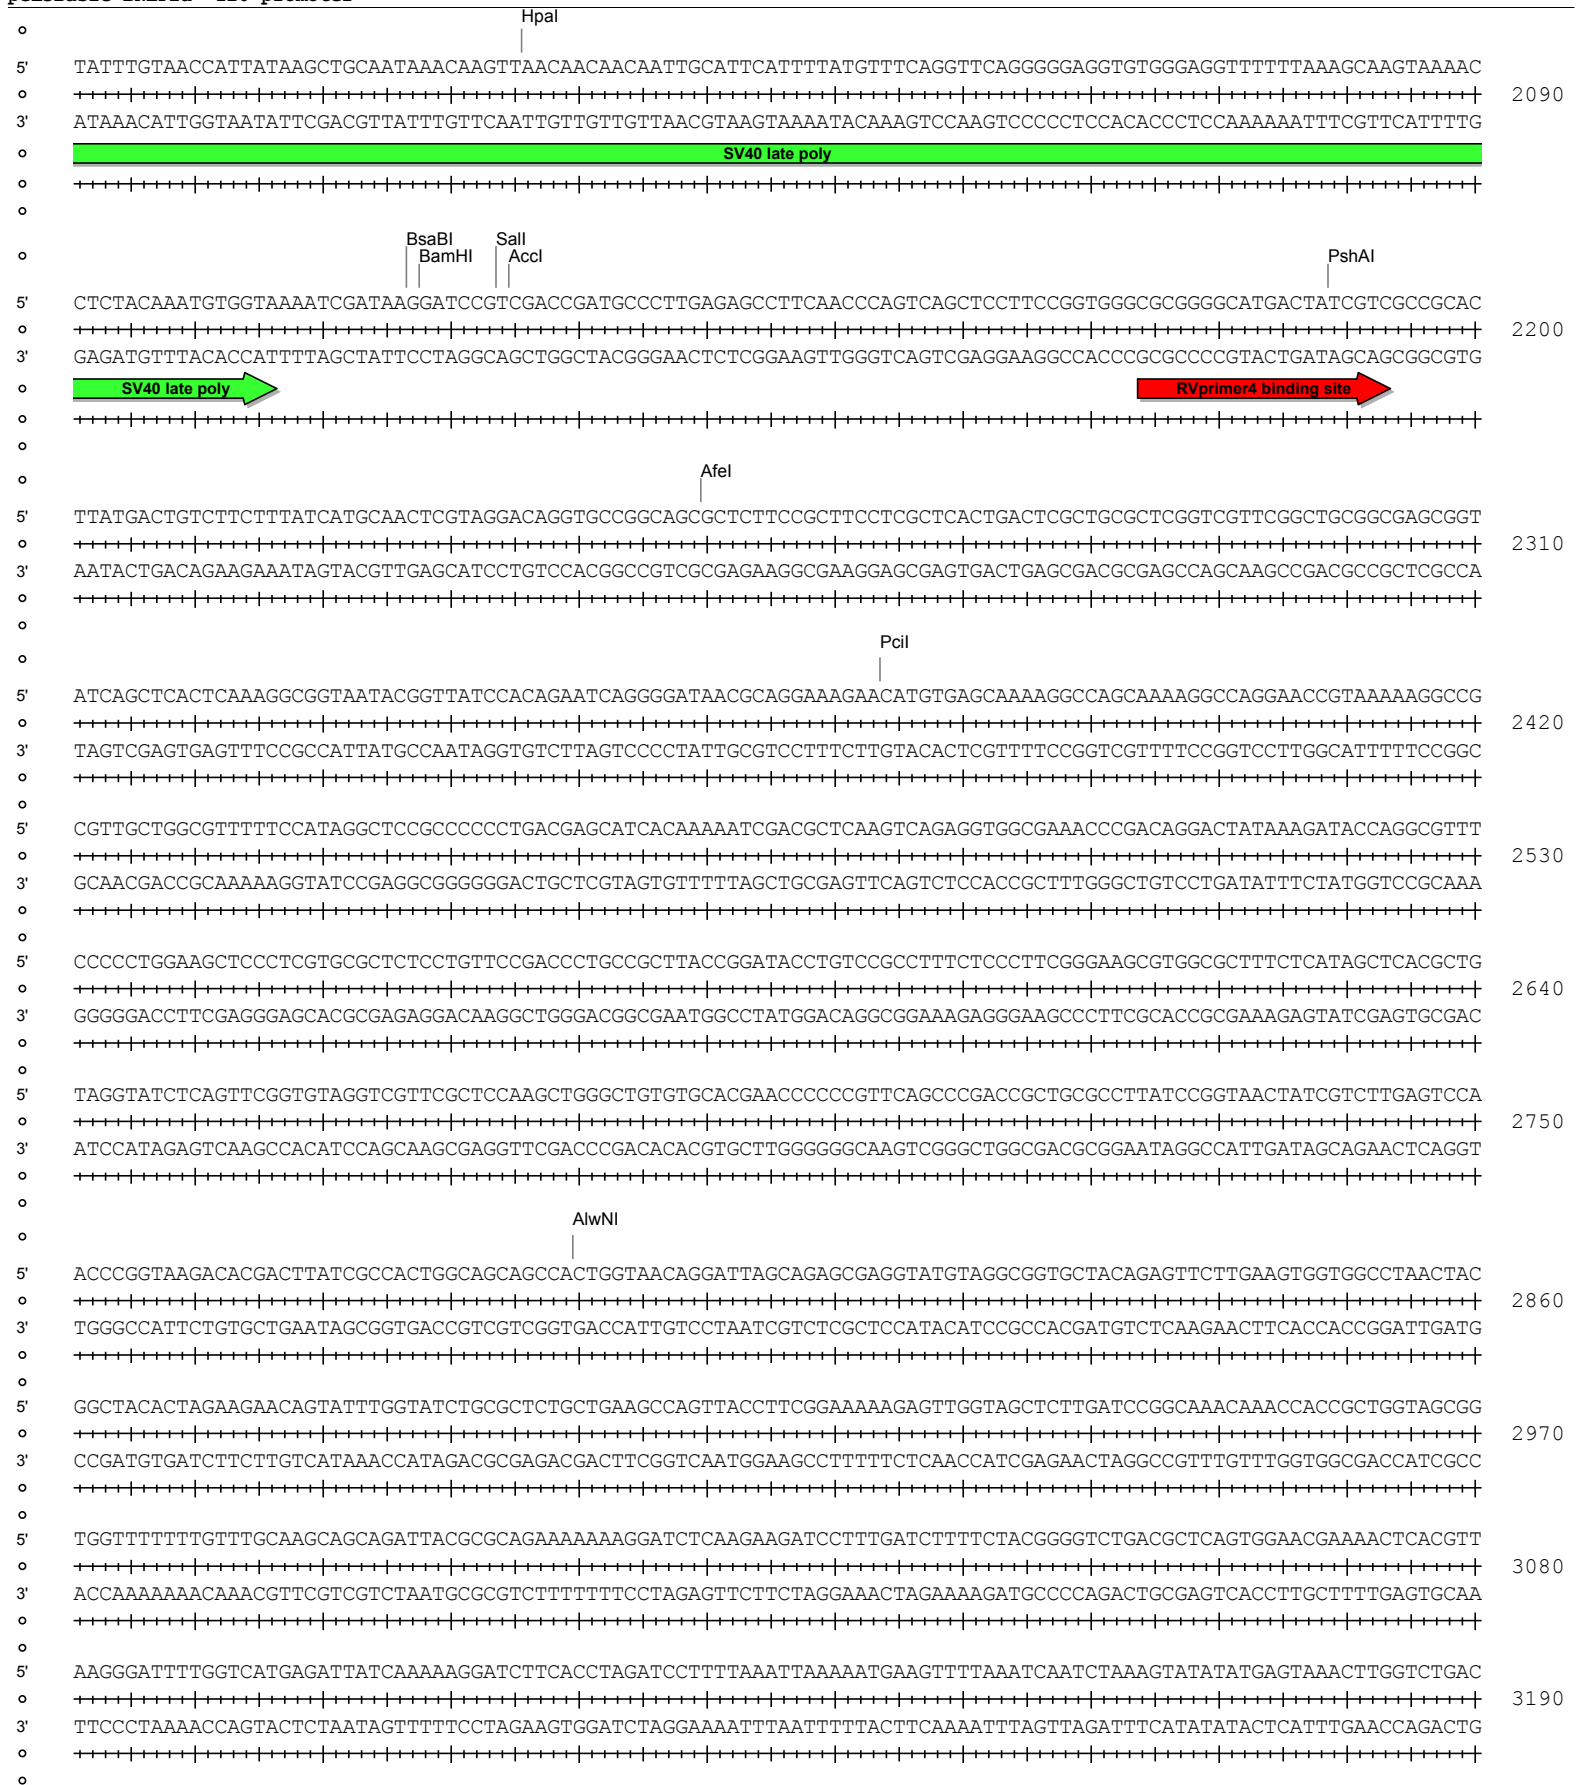 HpaI
5' TATTTGTAACCATTATAAGCTGCAATAAACAAGTTAACAACAACAATTGCATTCATTTTATGTTTCAGGTTCAGGGGGAGGTGTGGGAGGTTTTTTAAAGCAAGTAAAAC
2090
3' ATAAACATTGGTAATATTCGACGTTATTTGTTCAATTGTTGTTGTTAACGTAAGTAAAATACAAAGTCCAAGTCCCCCTCCACACCCTCCAAAAAATTTCGTTCATTTTG
SV40 late poly
BsaBI SalI
BamHI AccI PshAI
5' CTCTACAAATGTGGTAAAATCGATAAGGATCCGTCGACCGATGCCCTTGAGAGCCTTCAACCCAGTCAGCTCCTTCCGGTGGGCGCGGGGCATGACTATCGTCGCCGCAC
2200
3' GAGATGTTTACACCATTTTAGCTATTCCTAGGCAGCTGGCTACGGGAACTCTCGGAAGTTGGGTCAGTCGAGGAAGGCCACCCGCGCCCCGTACTGATAGCAGCGGCGTG
SV40 late poly RVprimer4 binding site
AfeI
5' TTATGACTGTCTTCTTTATCATGCAACTCGTAGGACAGGTGCCGGCAGCGCTCTTCCGCTTCCTCGCTCACTGACTCGCTGCGCTCGGTCGTTCGGCTGCGGCGAGCGGT
2310
3' AATACTGACAGAAGAAATAGTACGTTGAGCATCCTGTCCACGGCCGTCGCGAGAAGGCGAAGGAGCGAGTGACTGAGCGACGCGAGCCAGCAAGCCGACGCCGCTCGCCA
PciI
5' ATCAGCTCACTCAAAGGCGGTAATACGGTTATCCACAGAATCAGGGGATAACGCAGGAAAGAACATGTGAGCAAAAGGCCAGCAAAAGGCCAGGAACCGTAAAAAGGCCG
2420
3' TAGTCGAGTGAGTTTCCGCCATTATGCCAATAGGTGTCTTAGTCCCCTATTGCGTCCTTTCTTGTACACTCGTTTTCCGGTCGTTTTCCGGTCCTTGGCATTTTTCCGGC
5' CGTTGCTGGCGTTTTTCCATAGGCTCCGCCCCCCTGACGAGCATCACAAAAATCGACGCTCAAGTCAGAGGTGGCGAAACCCGACAGGACTATAAAGATACCAGGCGTTT
2530
3' GCAACGACCGCAAAAAGGTATCCGAGGCGGGGGGACTGCTCGTAGTGTTTTTAGCTGCGAGTTCAGTCTCCACCGCTTTGGGCTGTCCTGATATTTCTATGGTCCGCAAA
5' CCCCCTGGAAGCTCCCTCGTGCGCTCTCCTGTTCCGACCCTGCCGCTTACCGGATACCTGTCCGCCTTTCTCCCTTCGGGAAGCGTGGCGCTTTCTCATAGCTCACGCTG
2640
3' GGGGGACCTTCGAGGGAGCACGCGAGAGGACAAGGCTGGGACGGCGAATGGCCTATGGACAGGCGGAAAGAGGGAAGCCCTTCGCACCGCGAAAGAGTATCGAGTGCGAC
5' TAGGTATCTCAGTTCGGTGTAGGTCGTTCGCTCCAAGCTGGGCTGTGTGCACGAACCCCCCGTTCAGCCCGACCGCTGCGCCTTATCCGGTAACTATCGTCTTGAGTCCA
2750
3' ATCCATAGAGTCAAGCCACATCCAGCAAGCGAGGTTCGACCCGACACACGTGCTTGGGGGGCAAGTCGGGCTGGCGACGCGGAATAGGCCATTGATAGCAGAACTCAGGT
AlwNI
5' ACCCGGTAAGACACGACTTATCGCCACTGGCAGCAGCCACTGGTAACAGGATTAGCAGAGCGAGGTATGTAGGCGGTGCTACAGAGTTCTTGAAGTGGTGGCCTAACTAC
2860
3' TGGGCCATTCTGTGCTGAATAGCGGTGACCGTCGTCGGTGACCATTGTCCTAATCGTCTCGCTCCATACATCCGCCACGATGTCTCAAGAACTTCACCACCGGATTGATG
5' GGCTACACTAGAAGAACAGTATTTGGTATCTGCGCTCTGCTGAAGCCAGTTACCTTCGGAAAAAGAGTTGGTAGCTCTTGATCCGGCAAACAAACCACCGCTGGTAGCGG
2970
3' CCGATGTGATCTTCTTGTCATAAACCATAGACGCGAGACGACTTCGGTCAATGGAAGCCTTTTTCTCAACCATCGAGAACTAGGCCGTTTGTTTGGTGGCGACCATCGCC
5' TGGTTTTTTTGTTTGCAAGCAGCAGATTACGCGCAGAAAAAAAGGATCTCAAGAAGATCCTTTGATCTTTTCTACGGGGTCTGACGCTCAGTGGAACGAAAACTCACGTT
3080
3' ACCAAAAAAACAAACGTTCGTCGTCTAATGCGCGTCTTTTTTTCCTAGAGTTCTTCTAGGAAACTAGAAAAGATGCCCCAGACTGCGAGTCACCTTGCTTTTGAGTGCAA
5' AAGGGATTTTGGTCATGAGATTATCAAAAAGGATCTTCACCTAGATCCTTTTAAATTAAAAATGAAGTTTTAAATCAATCTAAAGTATATATGAGTAAACTTGGTCTGAC
3190
3' TTCCCTAAAACCAGTACTCTAATAGTTTTTCCTAGAAGTGGATCTAGGAAAATTTAATTTTTACTTCAAAATTTAGTTAGATTTCATATATACTCATTTGAACCAGACTG